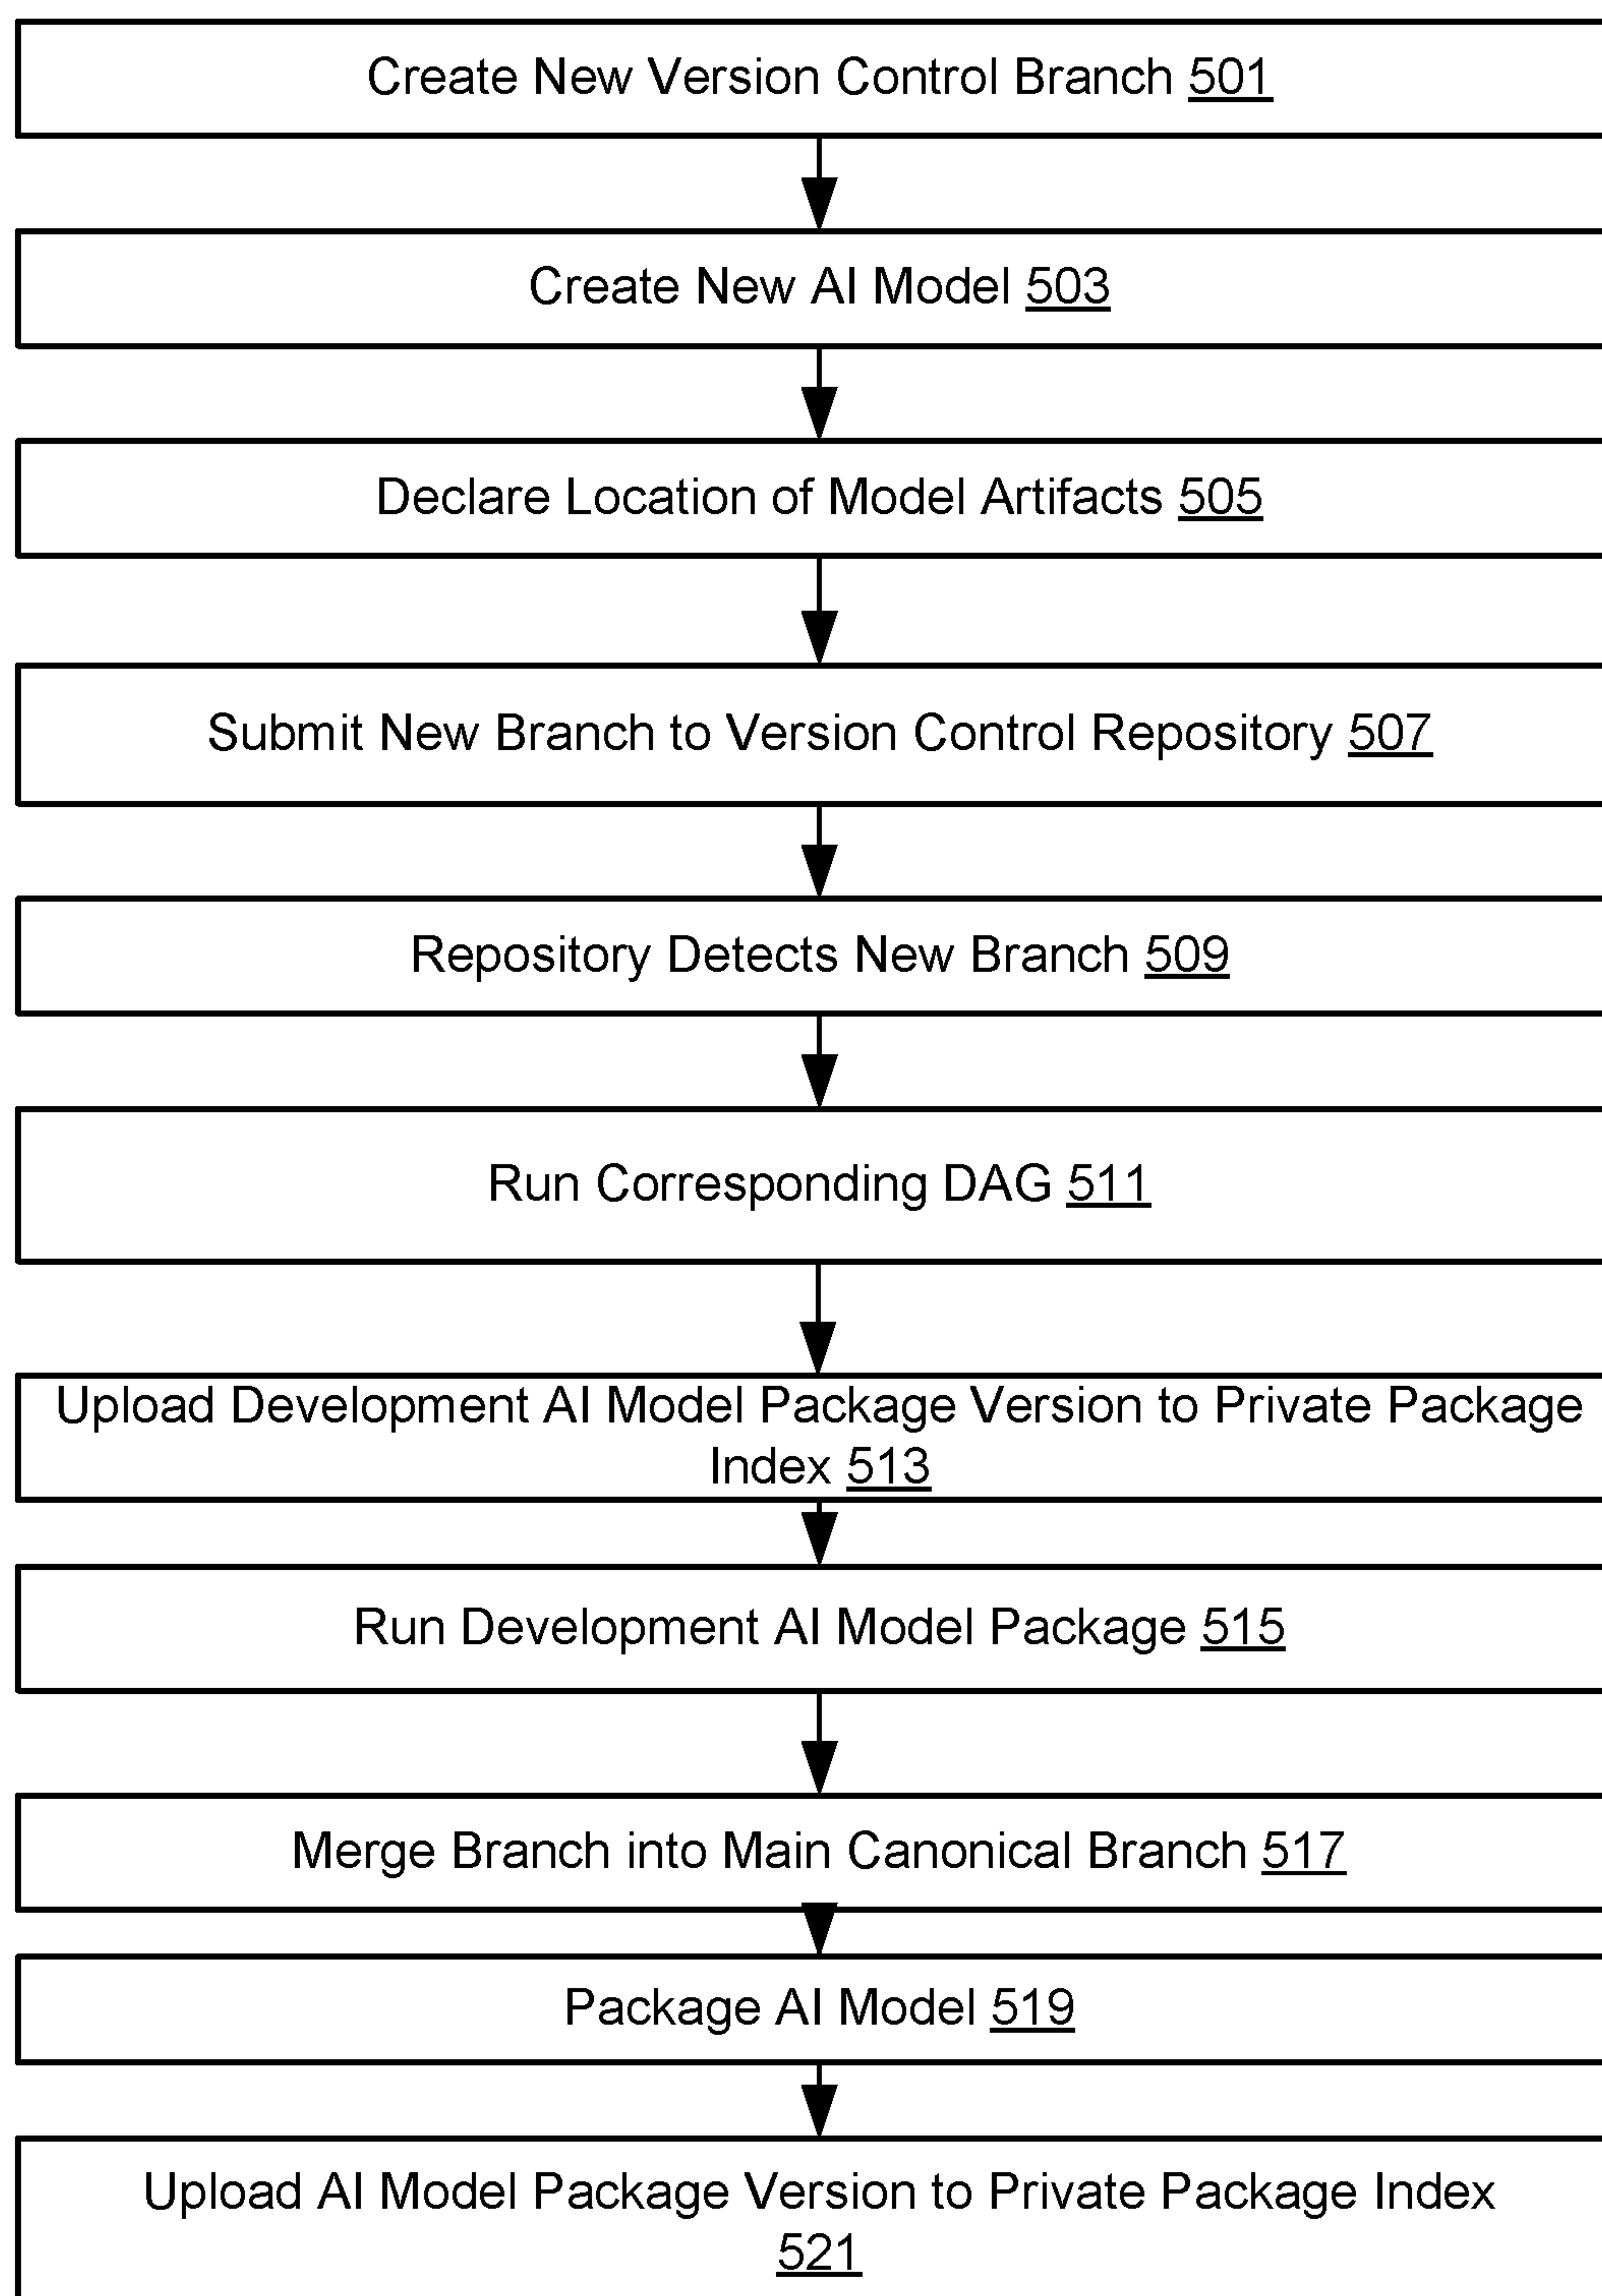 Create New Version Control Branch 501
Create New AI Model 503
Declare Location of Model Artifacts 505
Submit New Branch to Version Control Repository 507
Repository Detects New Branch 509
Run Corresponding DAG 511
Upload Development AI Model Package Version to Private Package
Index 513
Run Development AI Model Package 515
Merge Branch into Main Canonical Branch 517
Package AI Model 519
Upload AI Model Package Version to Private Package Index
521